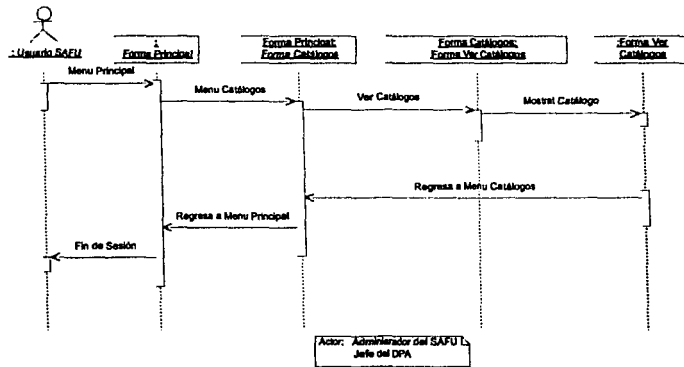 : Usuario SAFU
:
Forma Principal
Forma Principal:
Forma Catálogos
Forma Catálogos:
Forma Ver Catálogos
:Forma Ver
Catálogos
Menu Principal
Menu Catálogos
Ver Catálogos
Mostrar Catálogo
Regresa a Menu Catálogos
Regresa a Menu Principal
Fin de Sesión
Actor: Administrador del SAFU
Jefe del DPA